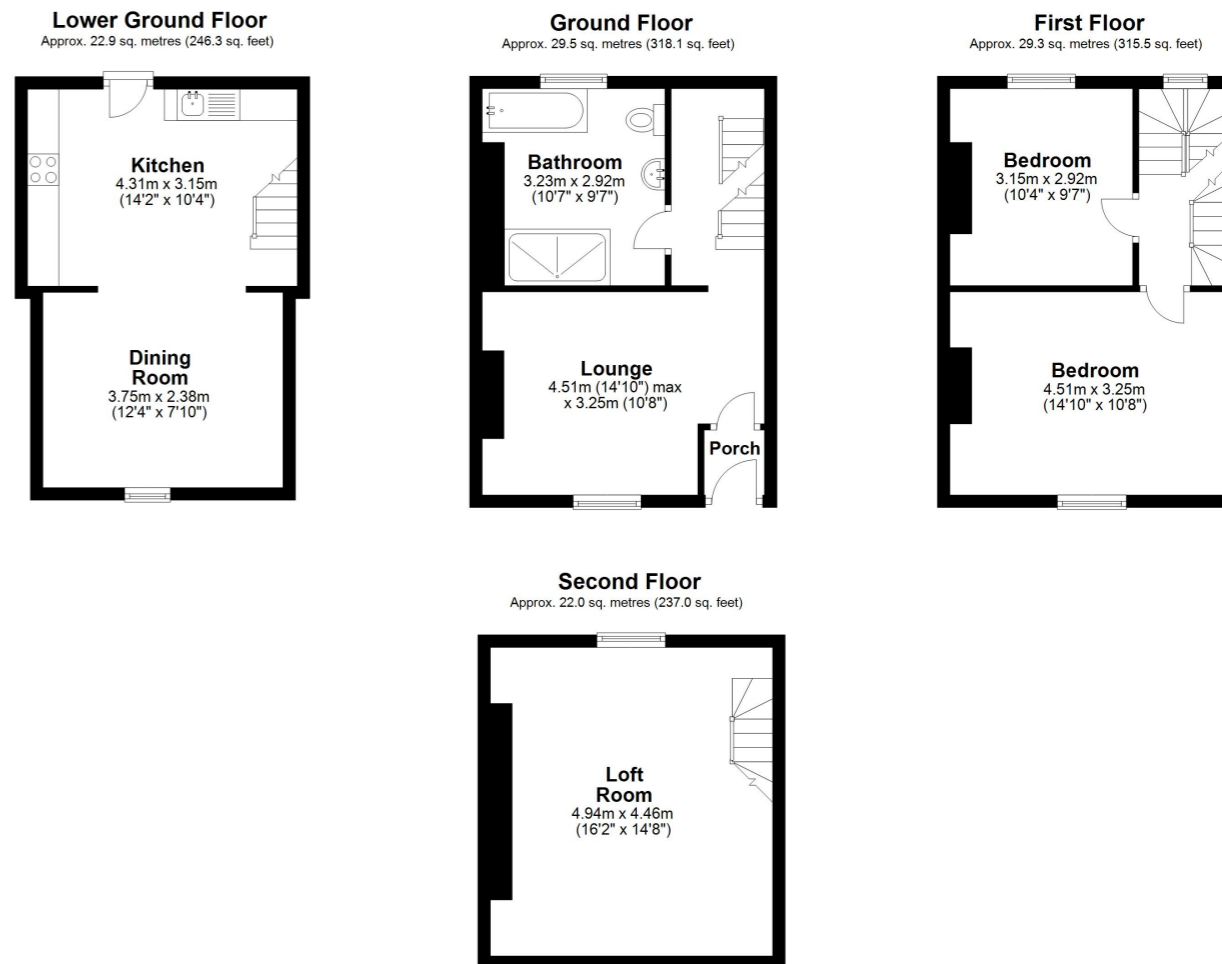 Lower Ground Floor
Approx. 22.9 sq. metres (246.3 sq. feet)
Kitchen
4.31m x 3.15m
(14'2" x 10'4")
Dining
Room
3.75m x 2.38m
(12'4" x 7'10")
Ground Floor
Approx. 29.5 sq. metres (318.1 sq. feet)
Bathroom
3.23m x 2.92m
(10'7" x 9'7")
Lounge
4.51m (14'10") max
x 3.25m (10'8")
Porch
First Floor
Approx. 29.3 sq. metres (315.5 sq. feet)
Bedroom
3.15m x 2.92m
(10'4" x 9'7")
Bedroom
4.51m x 3.25m
(14'10" x 10'8")
Second Floor
Approx. 22.0 sq. metres (237.0 sq. feet)
Loft
Room
4.94m x 4.46m
(16'2" x 14'8")